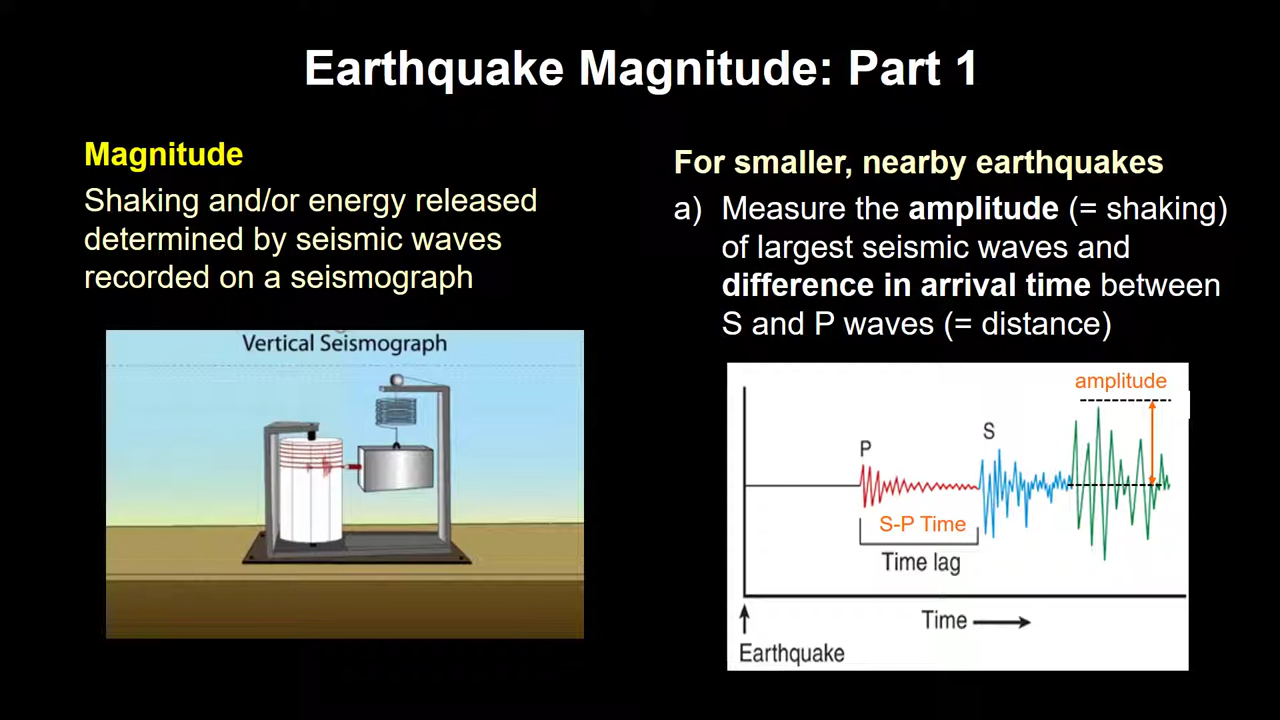 Earthquake Magnitude: Part 1
Magnitude
Shaking and/or energy released
determined by seismic waves
recorded on a seismograph
Vertical Seismograph
For smaller, nearby earthquakes
a) Measure the amplitude (= shaking)
of largest seismic waves and
difference in arrival time between
S and P waves (= distance)
amplitude
S
P
S-P Time
Time lag
Time
Earthquake